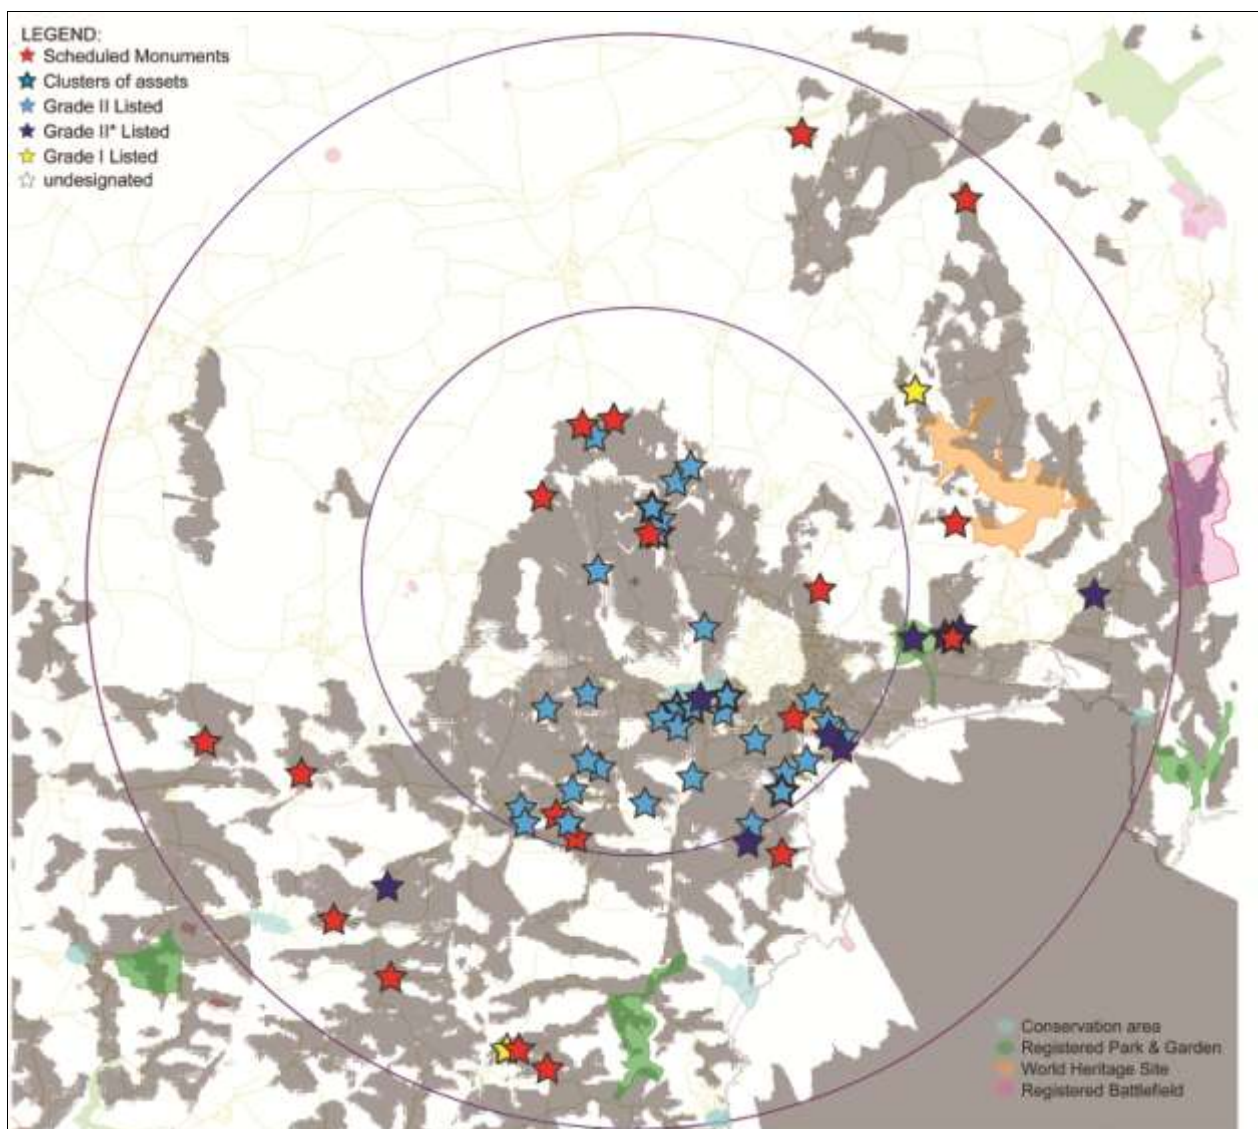 LEGEND:
Scheduled Monuments
Clusters of assets
Grade II Listed
Grade II* Listed
Grade I Listed
undesignated
Conservation area
Registered Park & Garden
World Heritage Site
Registered Battlefield